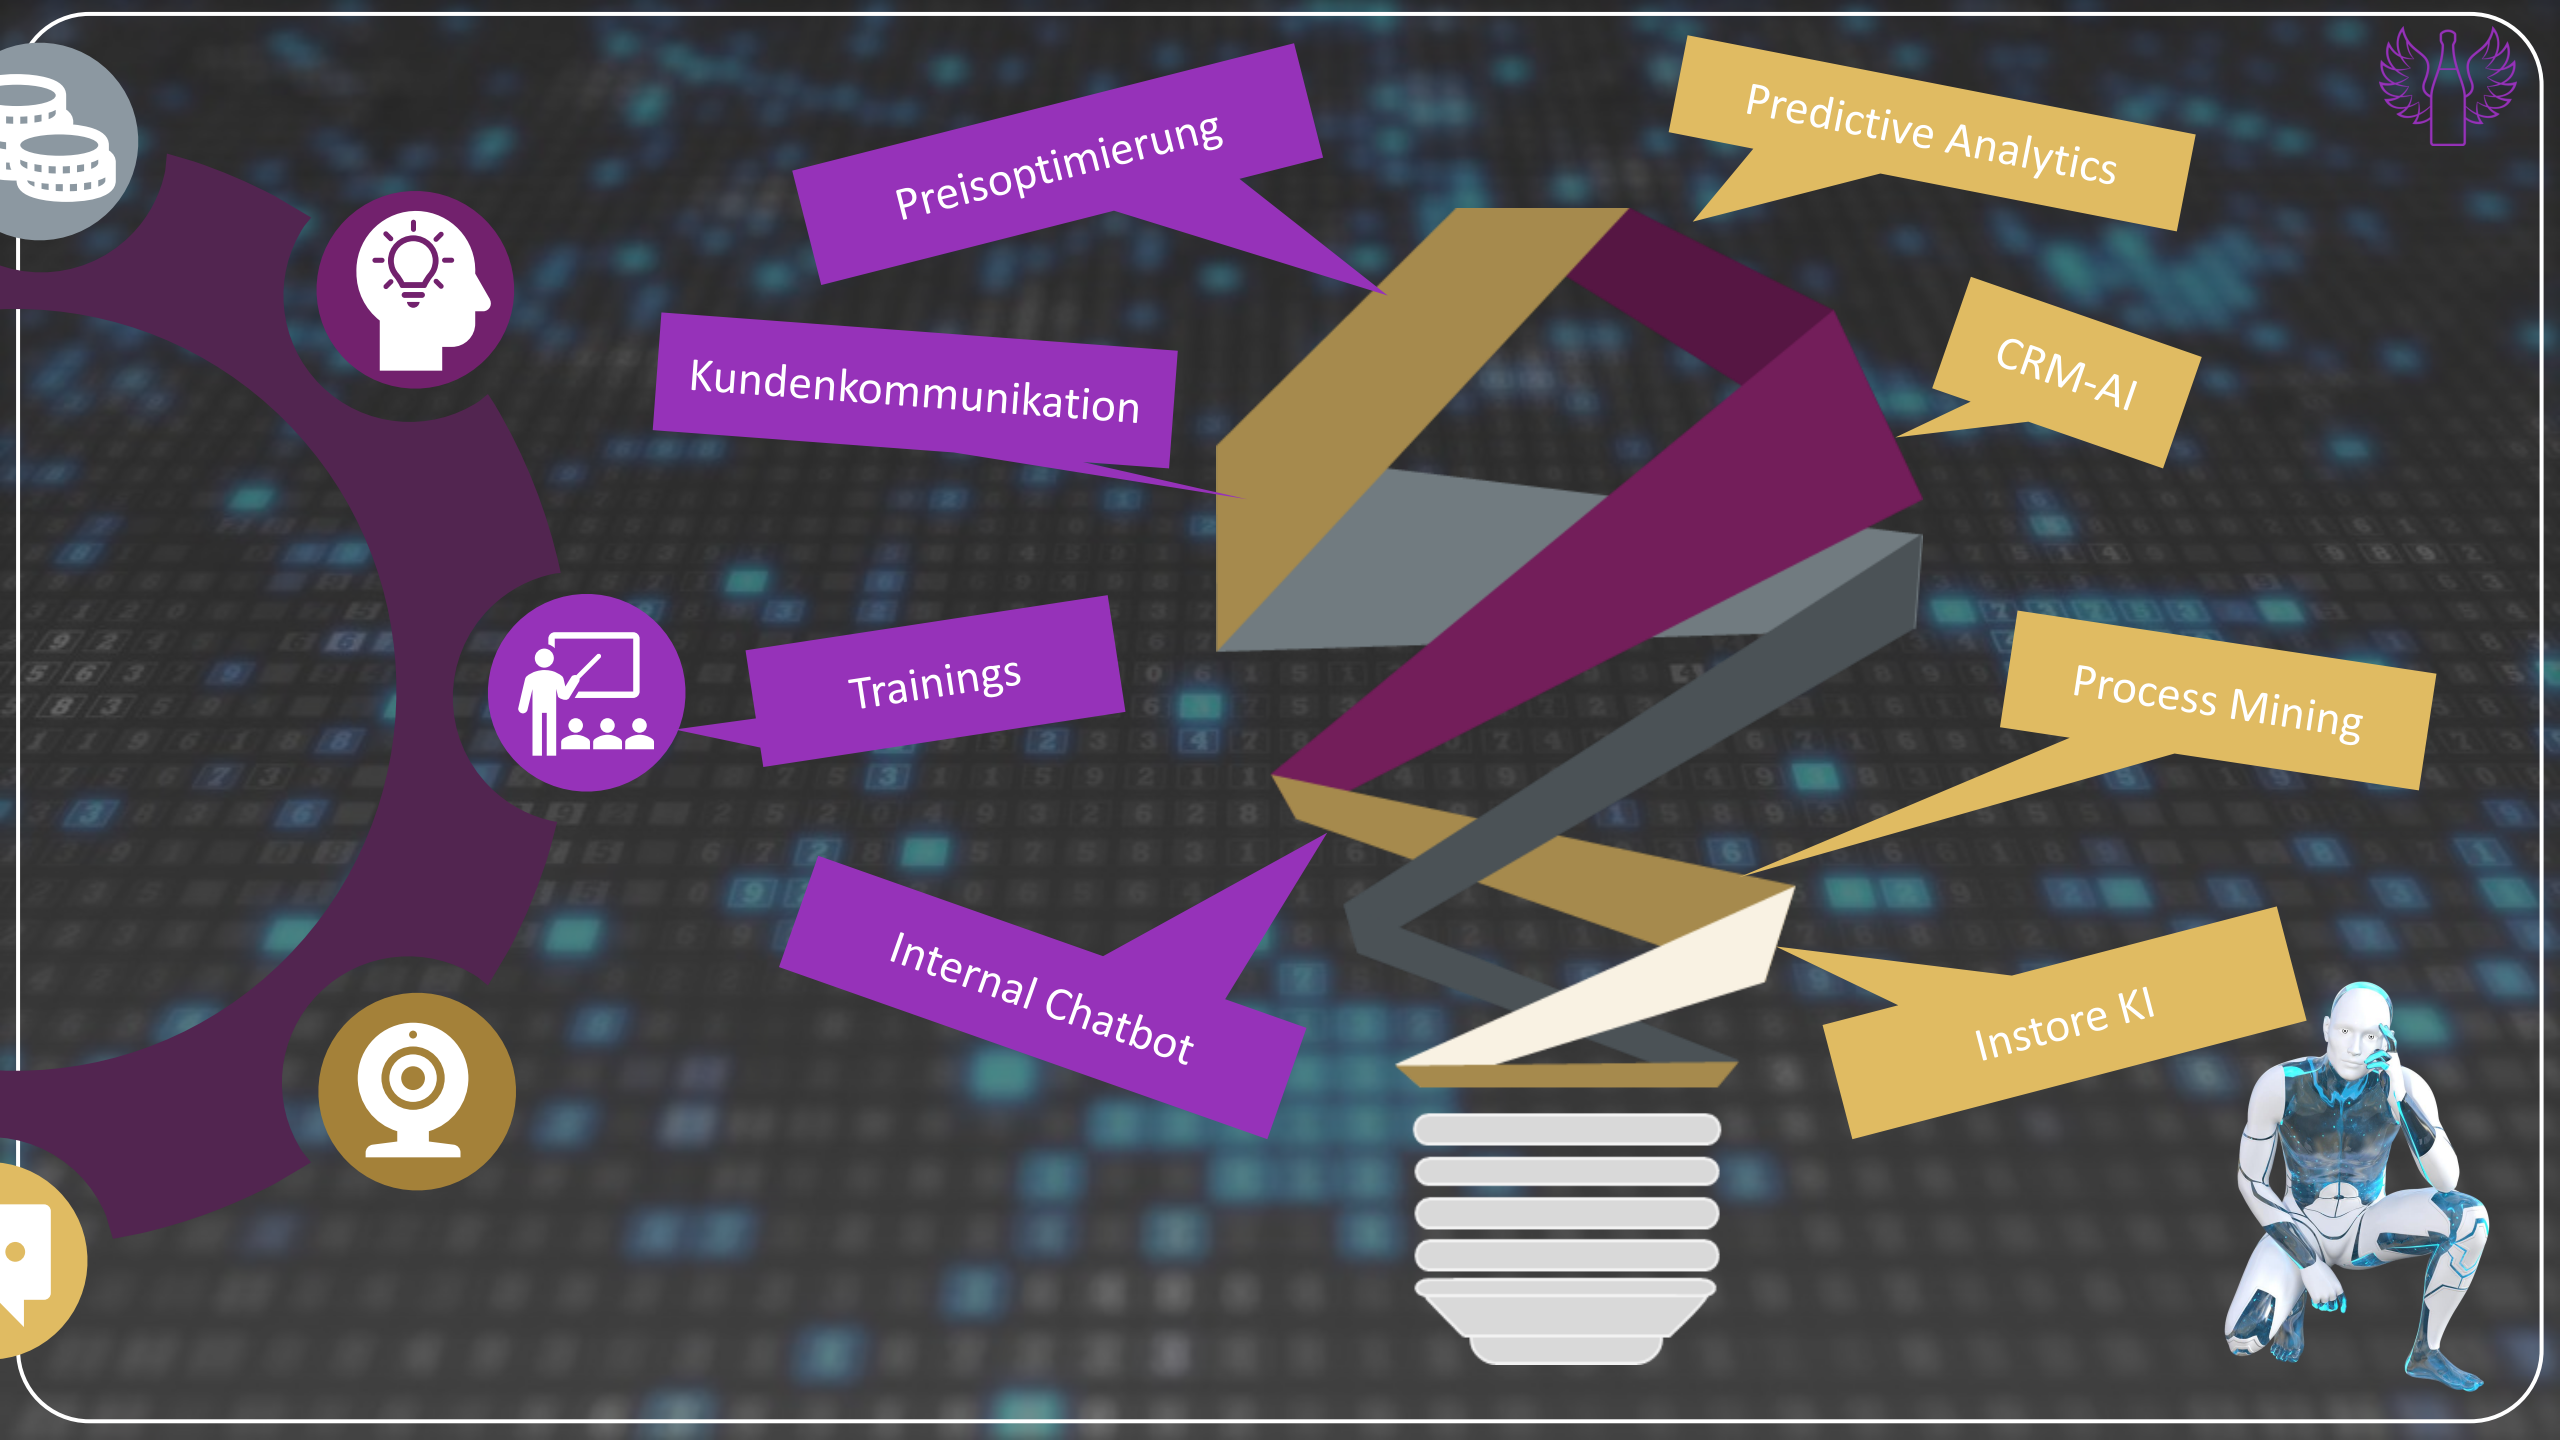 Preisoptimierung
Kundenkommunikation
Trainings
Internal Chatbot
Predictive Analytics
CRM-AI
Process Mining
Instore KI